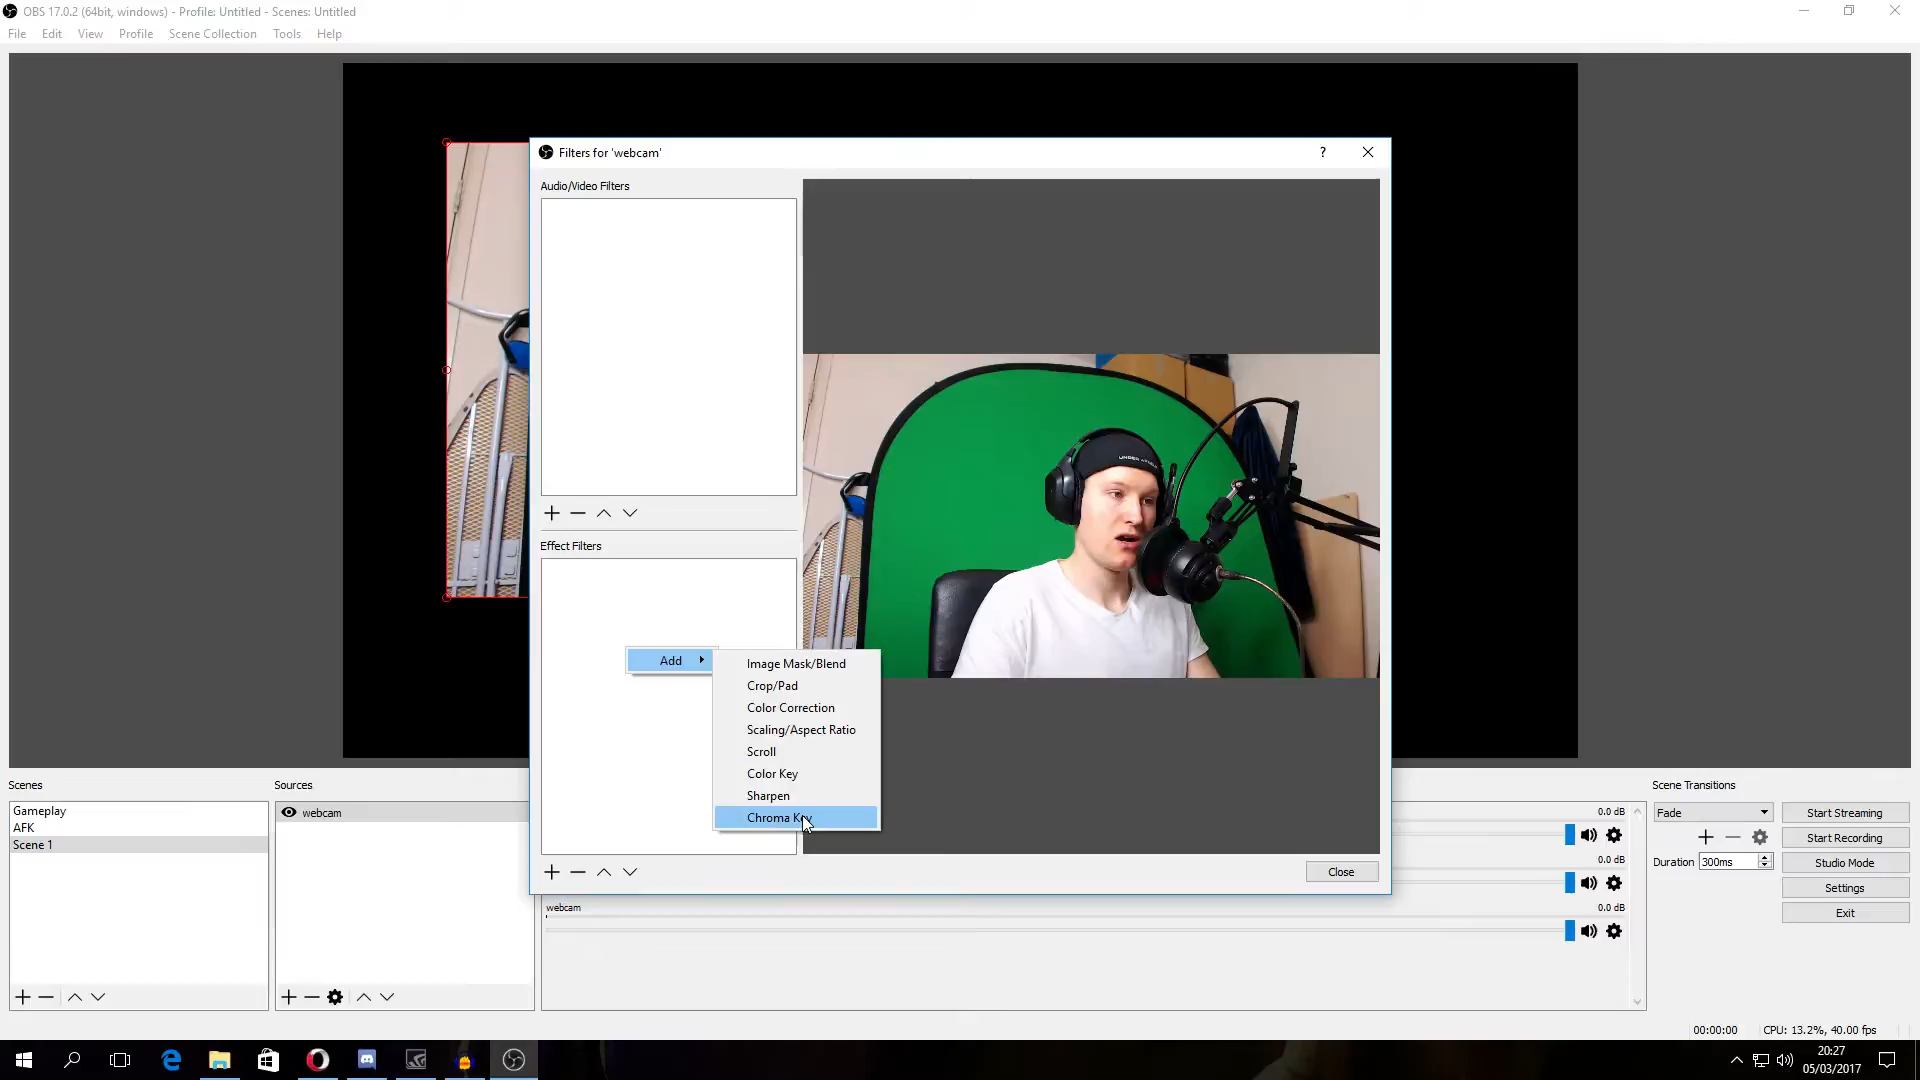 OBS 17.0.2 (64bit, windows) - Profile: Untitled - Scenes: Untitled
File Edit View Profile Scene Collection Tools Help
Filters for 'webcam'
?
Audio/Video Filters
UNDER ARMOUR
Effect Filters
Add
Image Mask/Blend
Crop/Pad
Color Correction
Scaling/Aspect Ratio
Scroll
Color Key
Sharpen
Chroma Key
Close
Scenes
Gameplay
AFK
Scene 1
Sources
webcam
0.0 dB
0.0 dB
webcam
0.0 dB
Scene Transitions
Fade
Duration 300ms
Start Streaming
Start Recording
Studio Mode
Settings
Exit
00:00:00 CPU: 13.2%, 40.00 fps
20:27
05/03/2017